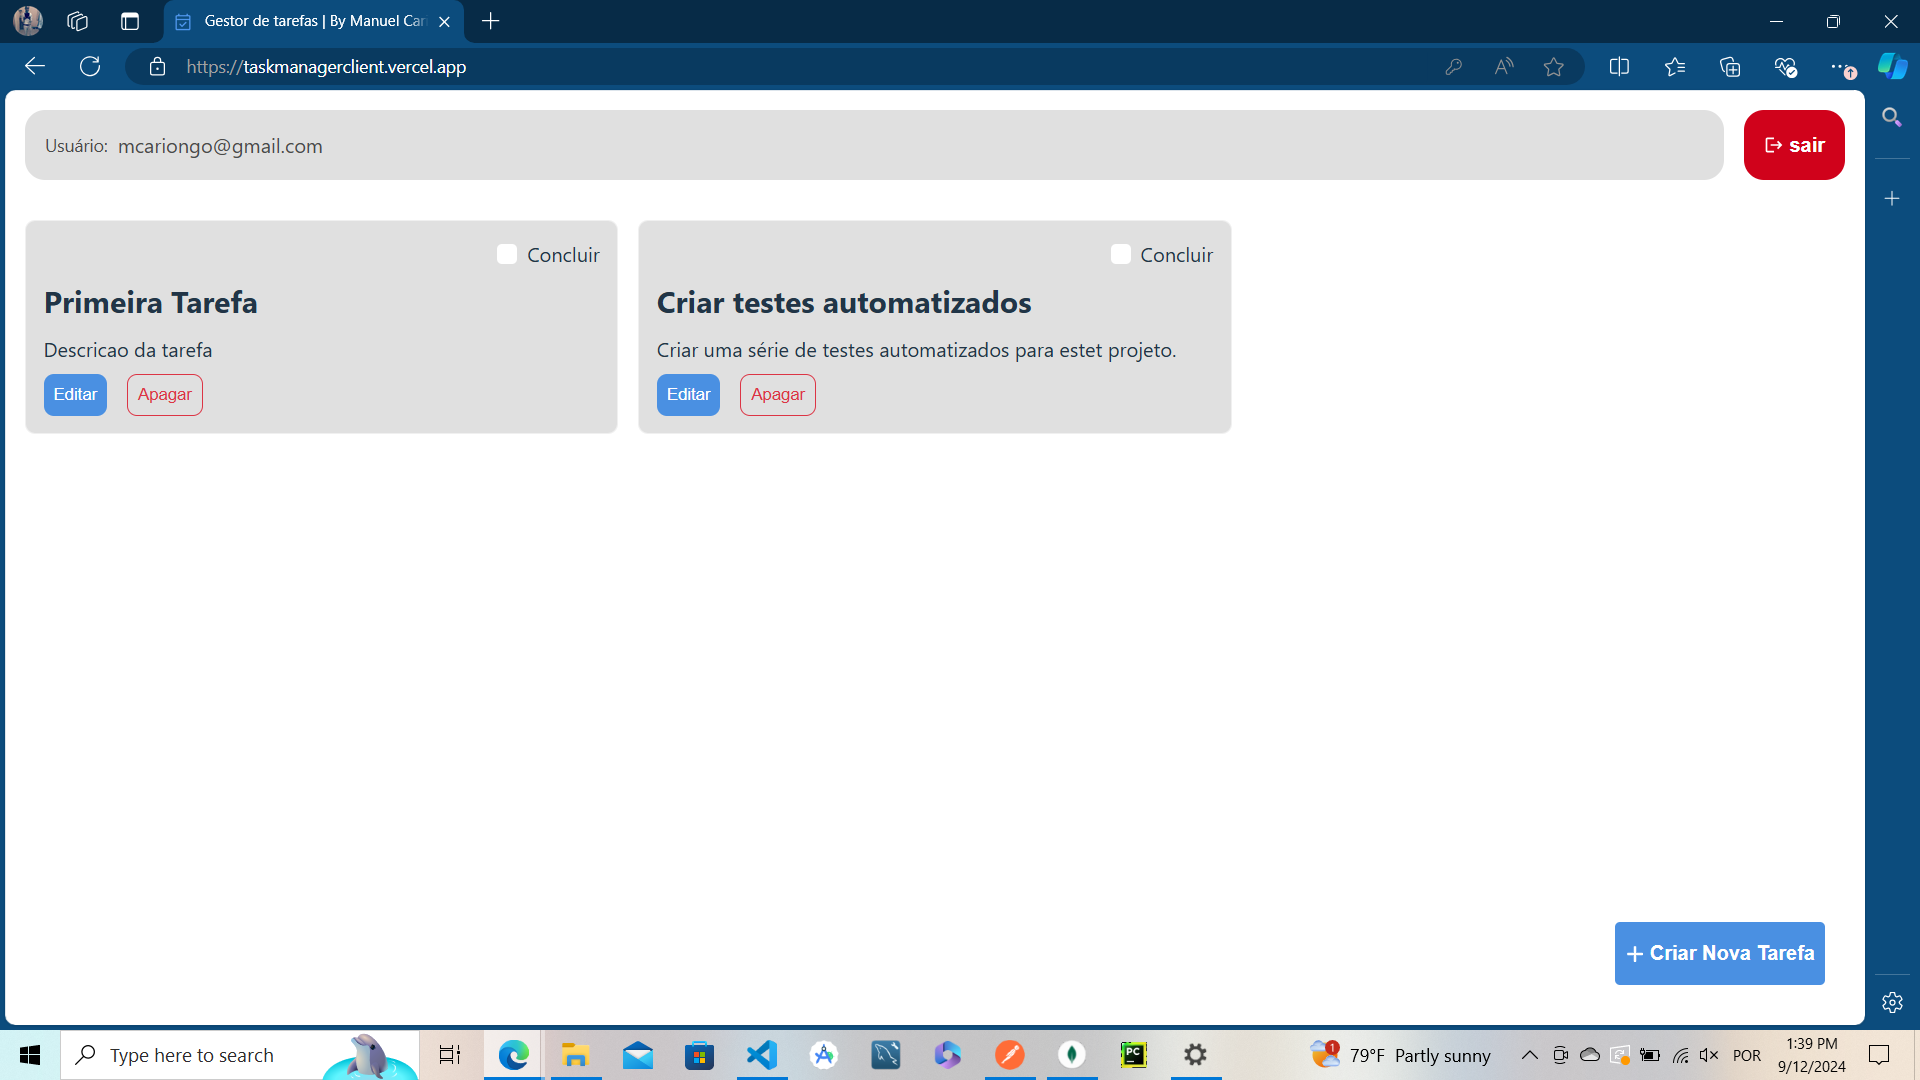 Gestor de tarefas | By Manuel Car
https://taskmanagerclient.vercel.app
Usuário: mcariongo@gmail.com
sair
Concluir
Primeira Tarefa
Descricao da tarefa
Editar
Apagar
Concluir
Criar testes automatizados
Criar uma série de testes automatizados para estet projeto.
Editar
Apagar
+ Criar Nova Tarefa
Type here to search
PC
1
79°F Partly sunny
POR
1:39 PM
9/12/2024